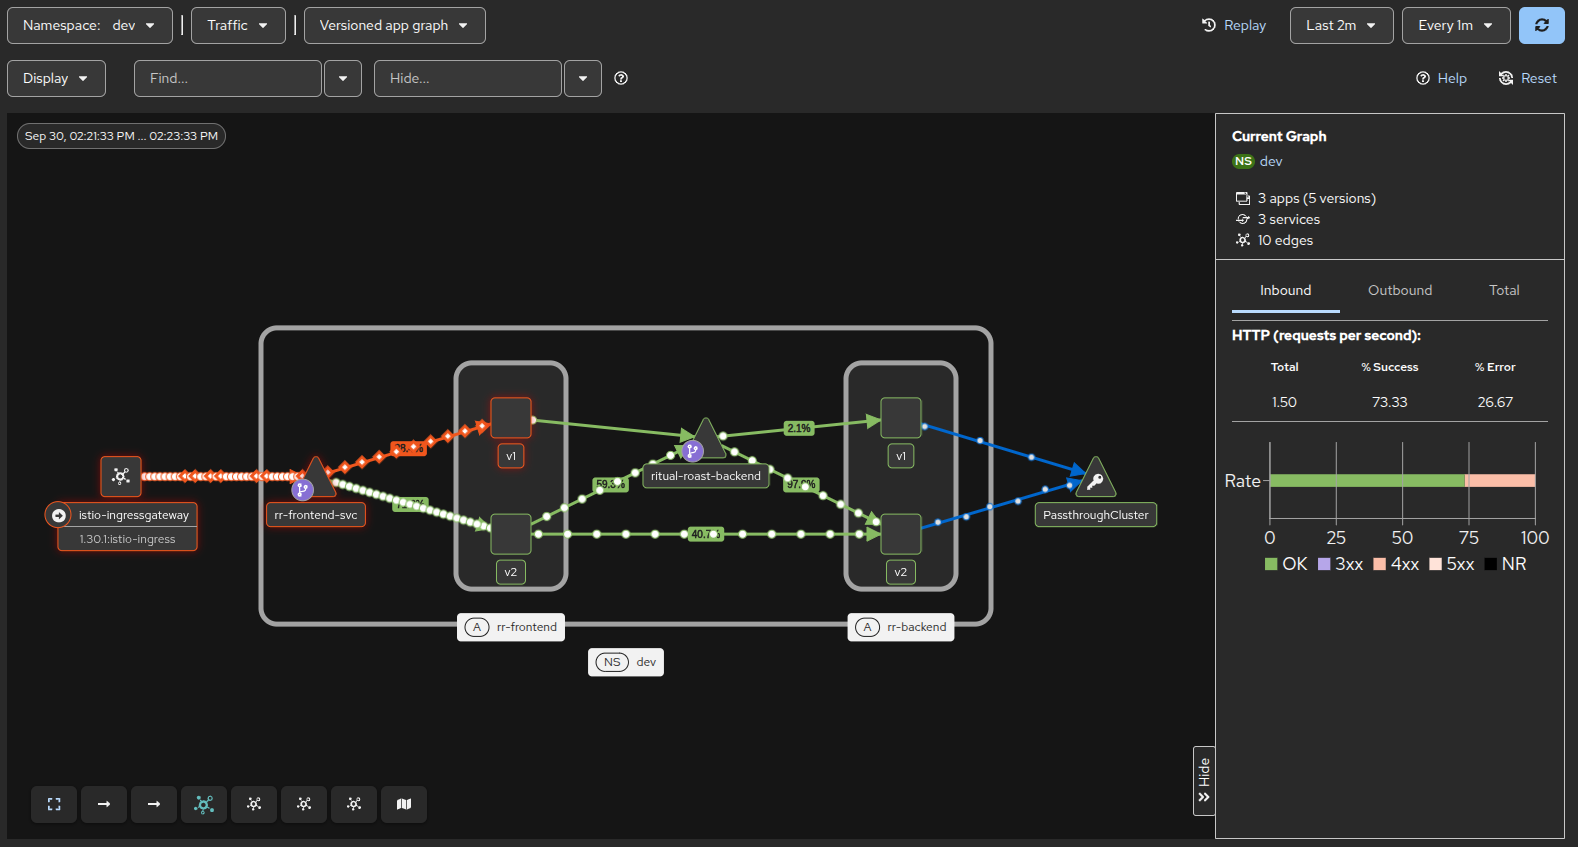 Namespace: dev
Traffic
Versioned app graph
Replay
Last 2m
Every 1m
Display
Find...
Hide...
Help
Reset
Sep 30, 02:21:33 PM ... 02:23:33 PM
Current Graph
NS dev
3 apps (5 versions)
3 services
10 edges
Inbound Outbound Total
HTTP (requests per second):
Total % Success % Error
1.50 73.33 26.67
Rate
0 25 50 75 100
OK 3xx 4xx 5xx NR
v1
2.1%
v1
ritual-roast-backend
istio-ingressgateway
1.30.1:istio-ingress
rr-frontend-svc
PassthroughCluster
v2
v2
A rr-frontend
A rr-backend
NS dev
Hide